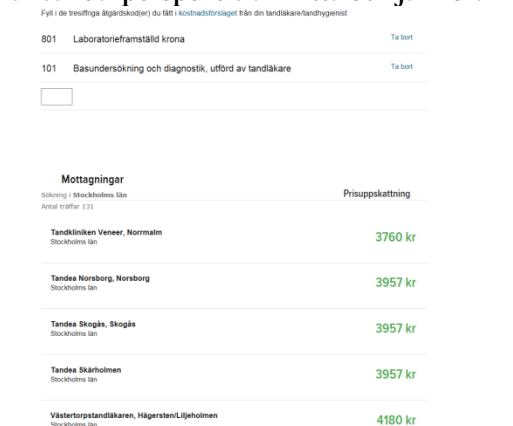 Fyll i de tresiffriga åtgärdskod(er) du fått i kostnadsförslaget från din tandläkare/tandhygienist
801 Laboratorieframställd krona Ta bort
101 Basundersökning och diagnostik, utförd av tandläkare Ta bort
Mottagningar
Sökning i Stockholms län Prisuppskattning
Antal träffar 131
Tandkliniken Veneer, Norrmalm
Stockholms län
3760 kr
Tandea Norsborg, Norsborg
Stockholms län
3957 kr
Tandea Skogås, Skogås
Stockholms län
3957 kr
Tandea Skärholmen
Stockholms län
3957 kr
Västertorpstandläkaren, Hägersten/Liljeholmen
Stockholms län
4180 kr